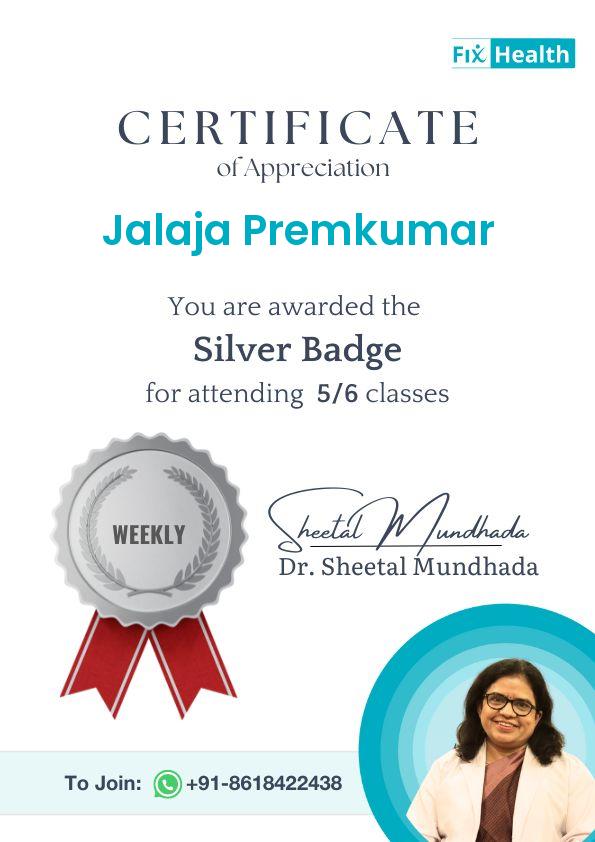 Fix Health
CERTIFICATE
of Appreciation
Jalaja Premkumar
You are awarded the
Silver Badge
for attending 5/6 classes
WEEKLY
Sheetal Mundhada
Dr. Sheetal Mundhada
To Join: +91-8618422438